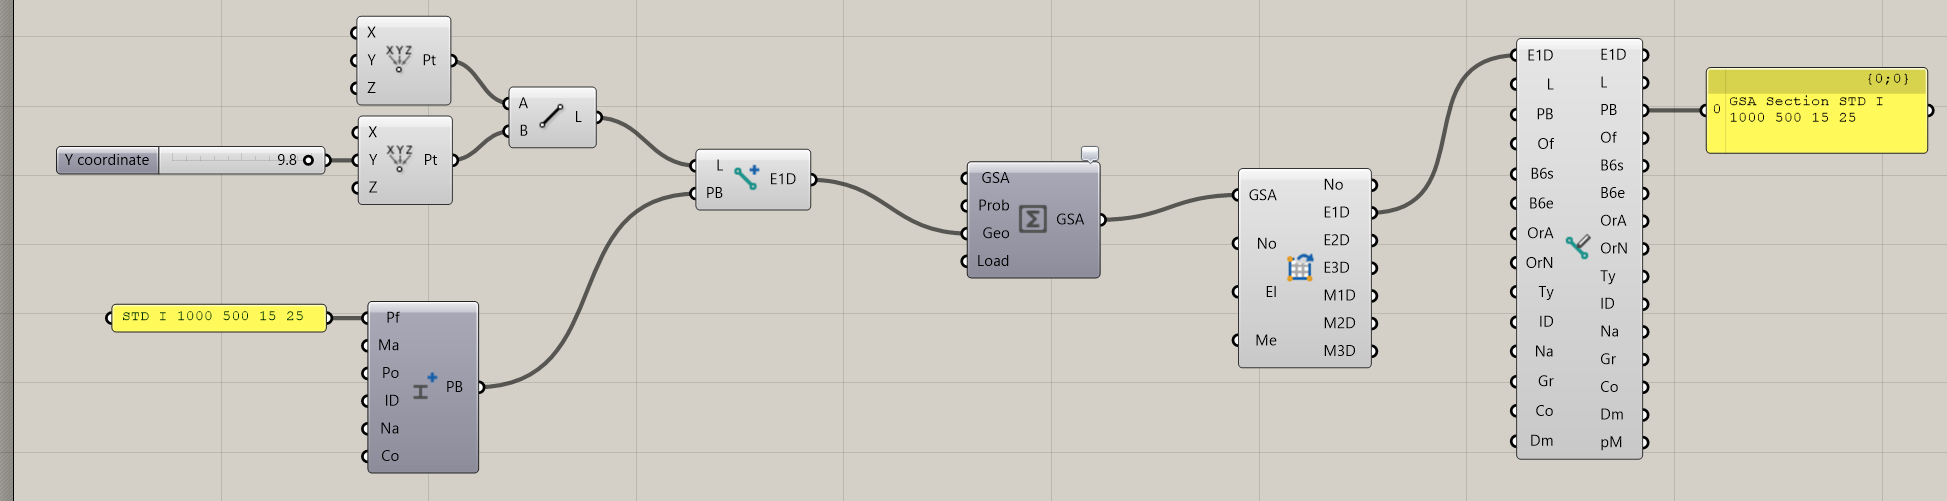 X
Y
Z
XYZ
Pt
X
Y
Z
XYZ
Pt
Y coordinate
9.8
A
B
L
L
PB
E1D
STD I 1000 500 15 25
Pf
Ma
Po
ID
Na
Co
PB
GSA
Prob
Geo
Load
GSA
GSA
No
El
Me
No
E1D
E2D
E3D
M1D
M2D
M3D
E1D
L
PB
Of
B6s
B6e
OrA
OrN
Ty
ID
Na
Gr
Co
Dm
E1D
L
PB
Of
B6s
B6e
OrA
OrN
Ty
ID
Na
Gr
Co
Dm
pM
{0;0}
0 GSA Section STD I
1000 500 15 25